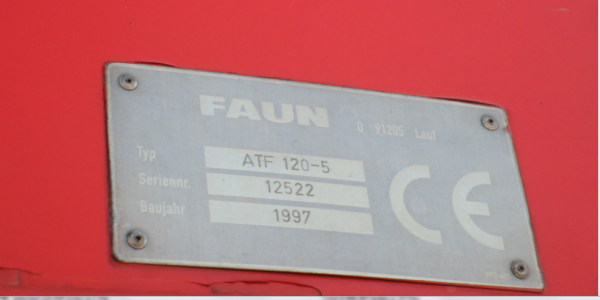 FAUN D 91205 Lauf
Typ ATF 120-5
Seriennr. 12522
Baujahr 1997
CE